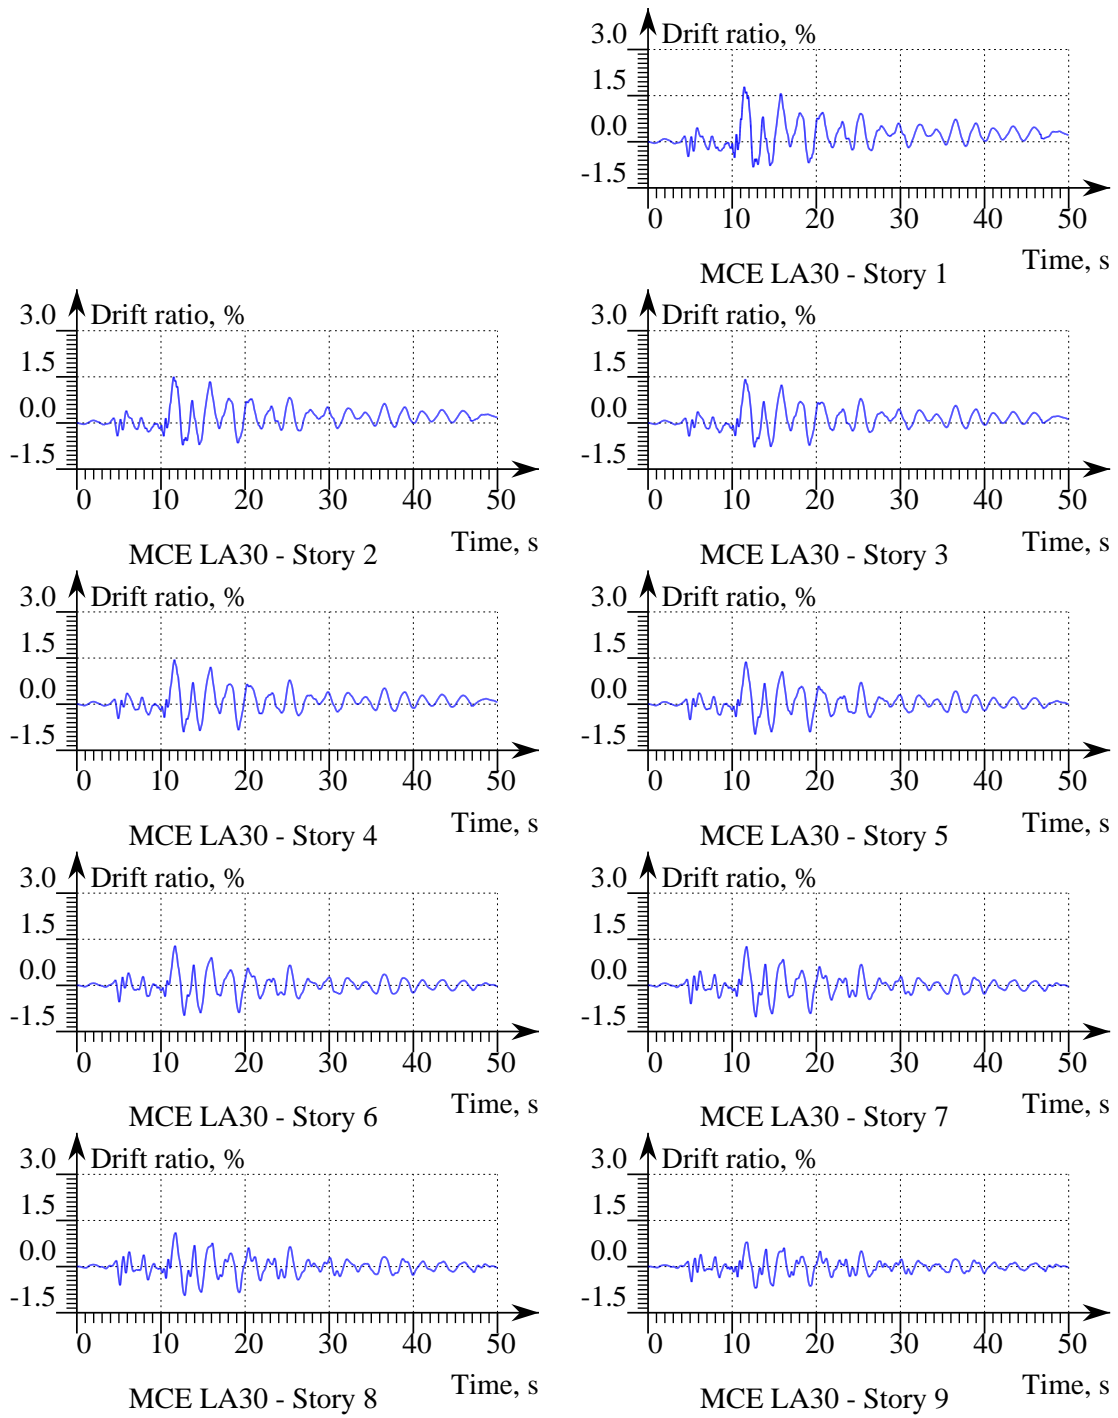 Drift ratio, %
3.0
1.5
0.0
-1.5
0 10 20 30 40 50
Time, s
MCE LA30 - Story 1
Drift ratio, %
3.0
1.5
0.0
-1.5
0 10 20 30 40 50
Time, s
MCE LA30 - Story 2
Drift ratio, %
3.0
1.5
0.0
-1.5
0 10 20 30 40 50
Time, s
MCE LA30 - Story 3
Drift ratio, %
3.0
1.5
0.0
-1.5
0 10 20 30 40 50
Time, s
MCE LA30 - Story 4
Drift ratio, %
3.0
1.5
0.0
-1.5
0 10 20 30 40 50
Time, s
MCE LA30 - Story 5
Drift ratio, %
3.0
1.5
0.0
-1.5
0 10 20 30 40 50
Time, s
MCE LA30 - Story 6
Drift ratio, %
3.0
1.5
0.0
-1.5
0 10 20 30 40 50
Time, s
MCE LA30 - Story 7
Drift ratio, %
3.0
1.5
0.0
-1.5
0 10 20 30 40 50
Time, s
MCE LA30 - Story 8
Drift ratio, %
3.0
1.5
0.0
-1.5
0 10 20 30 40 50
Time, s
MCE LA30 - Story 9